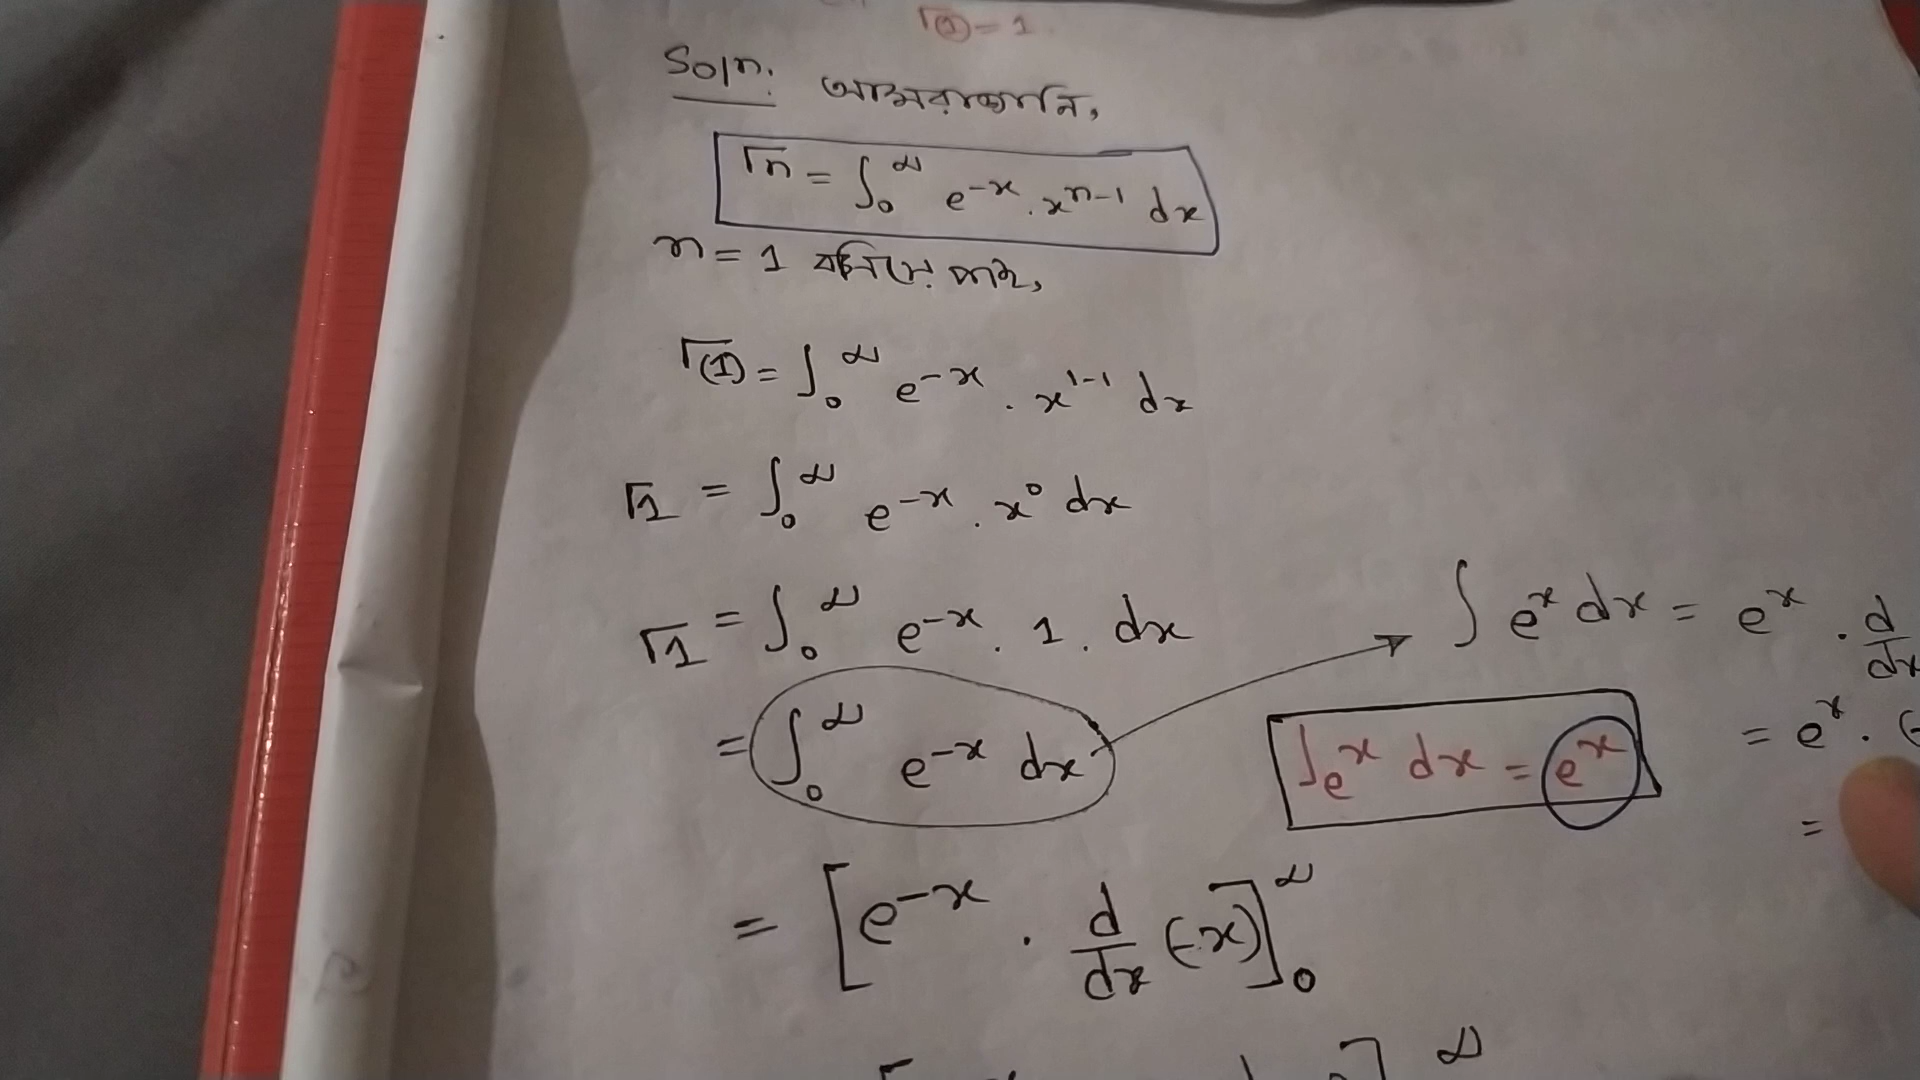 Γ(1) = 1
Soln: আমরা জানি,
Γn = ∫₀^∞ e^-x . x^n-1 dx
n = 1 বসিয়ে পাই,
Γ(1) = ∫₀^∞ e^-x . x^1-1 dx
Γ1 = ∫₀^∞ e^-x . x^0 dx
Γ1 = ∫₀^∞ e^-x . 1 . dx
∫ e^x dx = e^x . d/dx
= ∫₀^∞ e^-x dx
∫ e^x dx = e^x
= e^x . (-
=
= [e^-x . d/dx (-x)]₀^∞